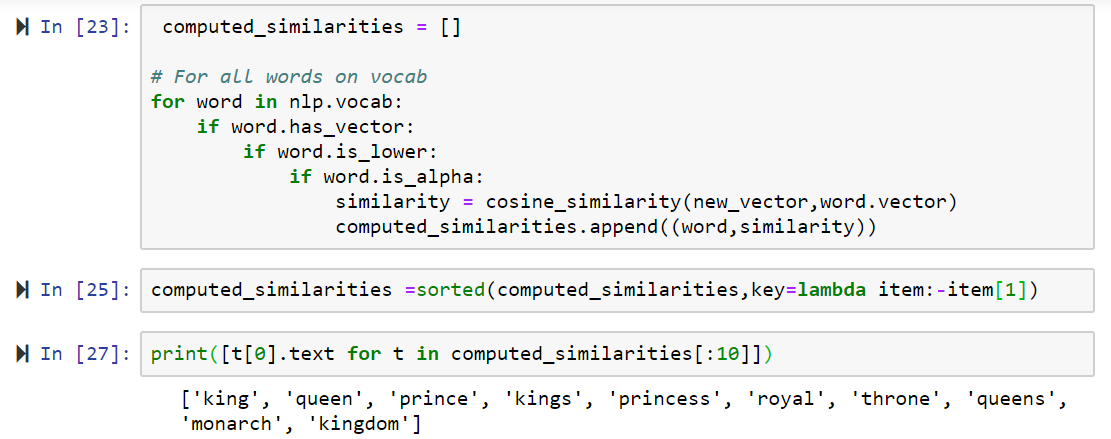 In [23]: computed_similarities = []
# For all words on vocab
for word in nlp.vocab:
    if word.has_vector:
        if word.is_lower:
            if word.is_alpha:
                similarity = cosine_similarity(new_vector,word.vector)
                computed_similarities.append((word,similarity))
In [25]: computed_similarities =sorted(computed_similarities,key=lambda item:-item[1])
In [27]: print([t[0].text for t in computed_similarities[:10]])
['king', 'queen', 'prince', 'kings', 'princess', 'royal', 'throne', 'queens',
'monarch', 'kingdom']